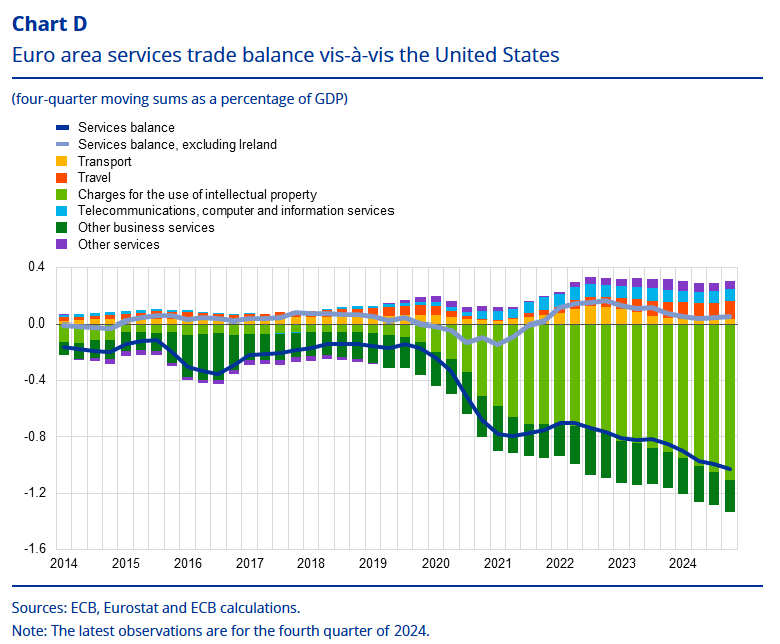 Chart D
Euro area services trade balance vis-à-vis the United States
(four-quarter moving sums as a percentage of GDP)
Services balance
Services balance, excluding Ireland
Transport
Travel
Charges for the use of intellectual property
Telecommunications, computer and information services
Other business services
Other services
0.4
0.0
-0.4
-0.8
-1.2
-1.6
2014 2015 2016 2017 2018 2019 2020 2021 2022 2023 2024
Sources: ECB, Eurostat and ECB calculations.
Note: The latest observations are for the fourth quarter of 2024.